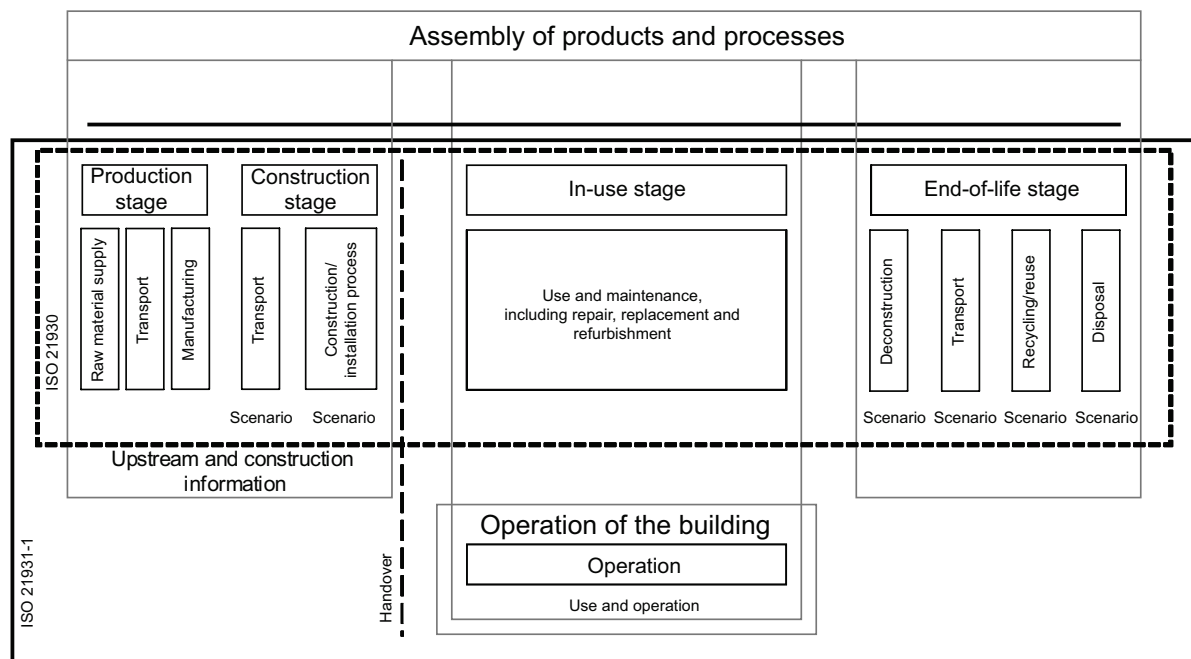 Assembly of products and processes
Production
stage
Construction
stage
In-use stage
End-of-life stage
ISO 21930
Raw material supply
Transport
Manufacturing
Transport
Construction/
installation process
Use and maintenance,
including repair, replacement and
refurbishment
Deconstruction
Transport
Recycling/reuse
Disposal
Scenario
Scenario
Scenario
Scenario
Scenario
Scenario
Upstream and construction
information
ISO 21931-1
Handover
Operation of the building
Operation
Use and operation